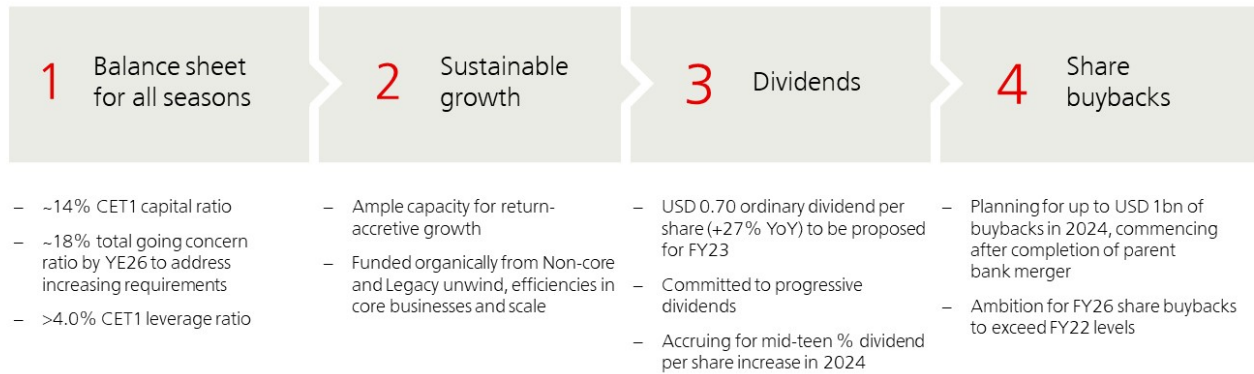 1
Balance sheet
for all seasons
2
Sustainable
growth
3
Dividends
4
Share
buybacks
– ~14% CET1 capital ratio
– ~18% total going concern
ratio by YE26 to address
increasing requirements
– >4.0% CET1 leverage ratio
– Ample capacity for return-
accretive growth
– Funded organically from Non-core
and Legacy unwind, efficiencies in
core businesses and scale
– USD 0.70 ordinary dividend per
share (+27% YoY) to be proposed
for FY23
– Committed to progressive
dividends
– Accruing for mid-teen % dividend
per share increase in 2024
– Planning for up to USD 1bn of
buybacks in 2024, commencing
after completion of parent
bank merger
– Ambition for FY26 share buybacks
to exceed FY22 levels